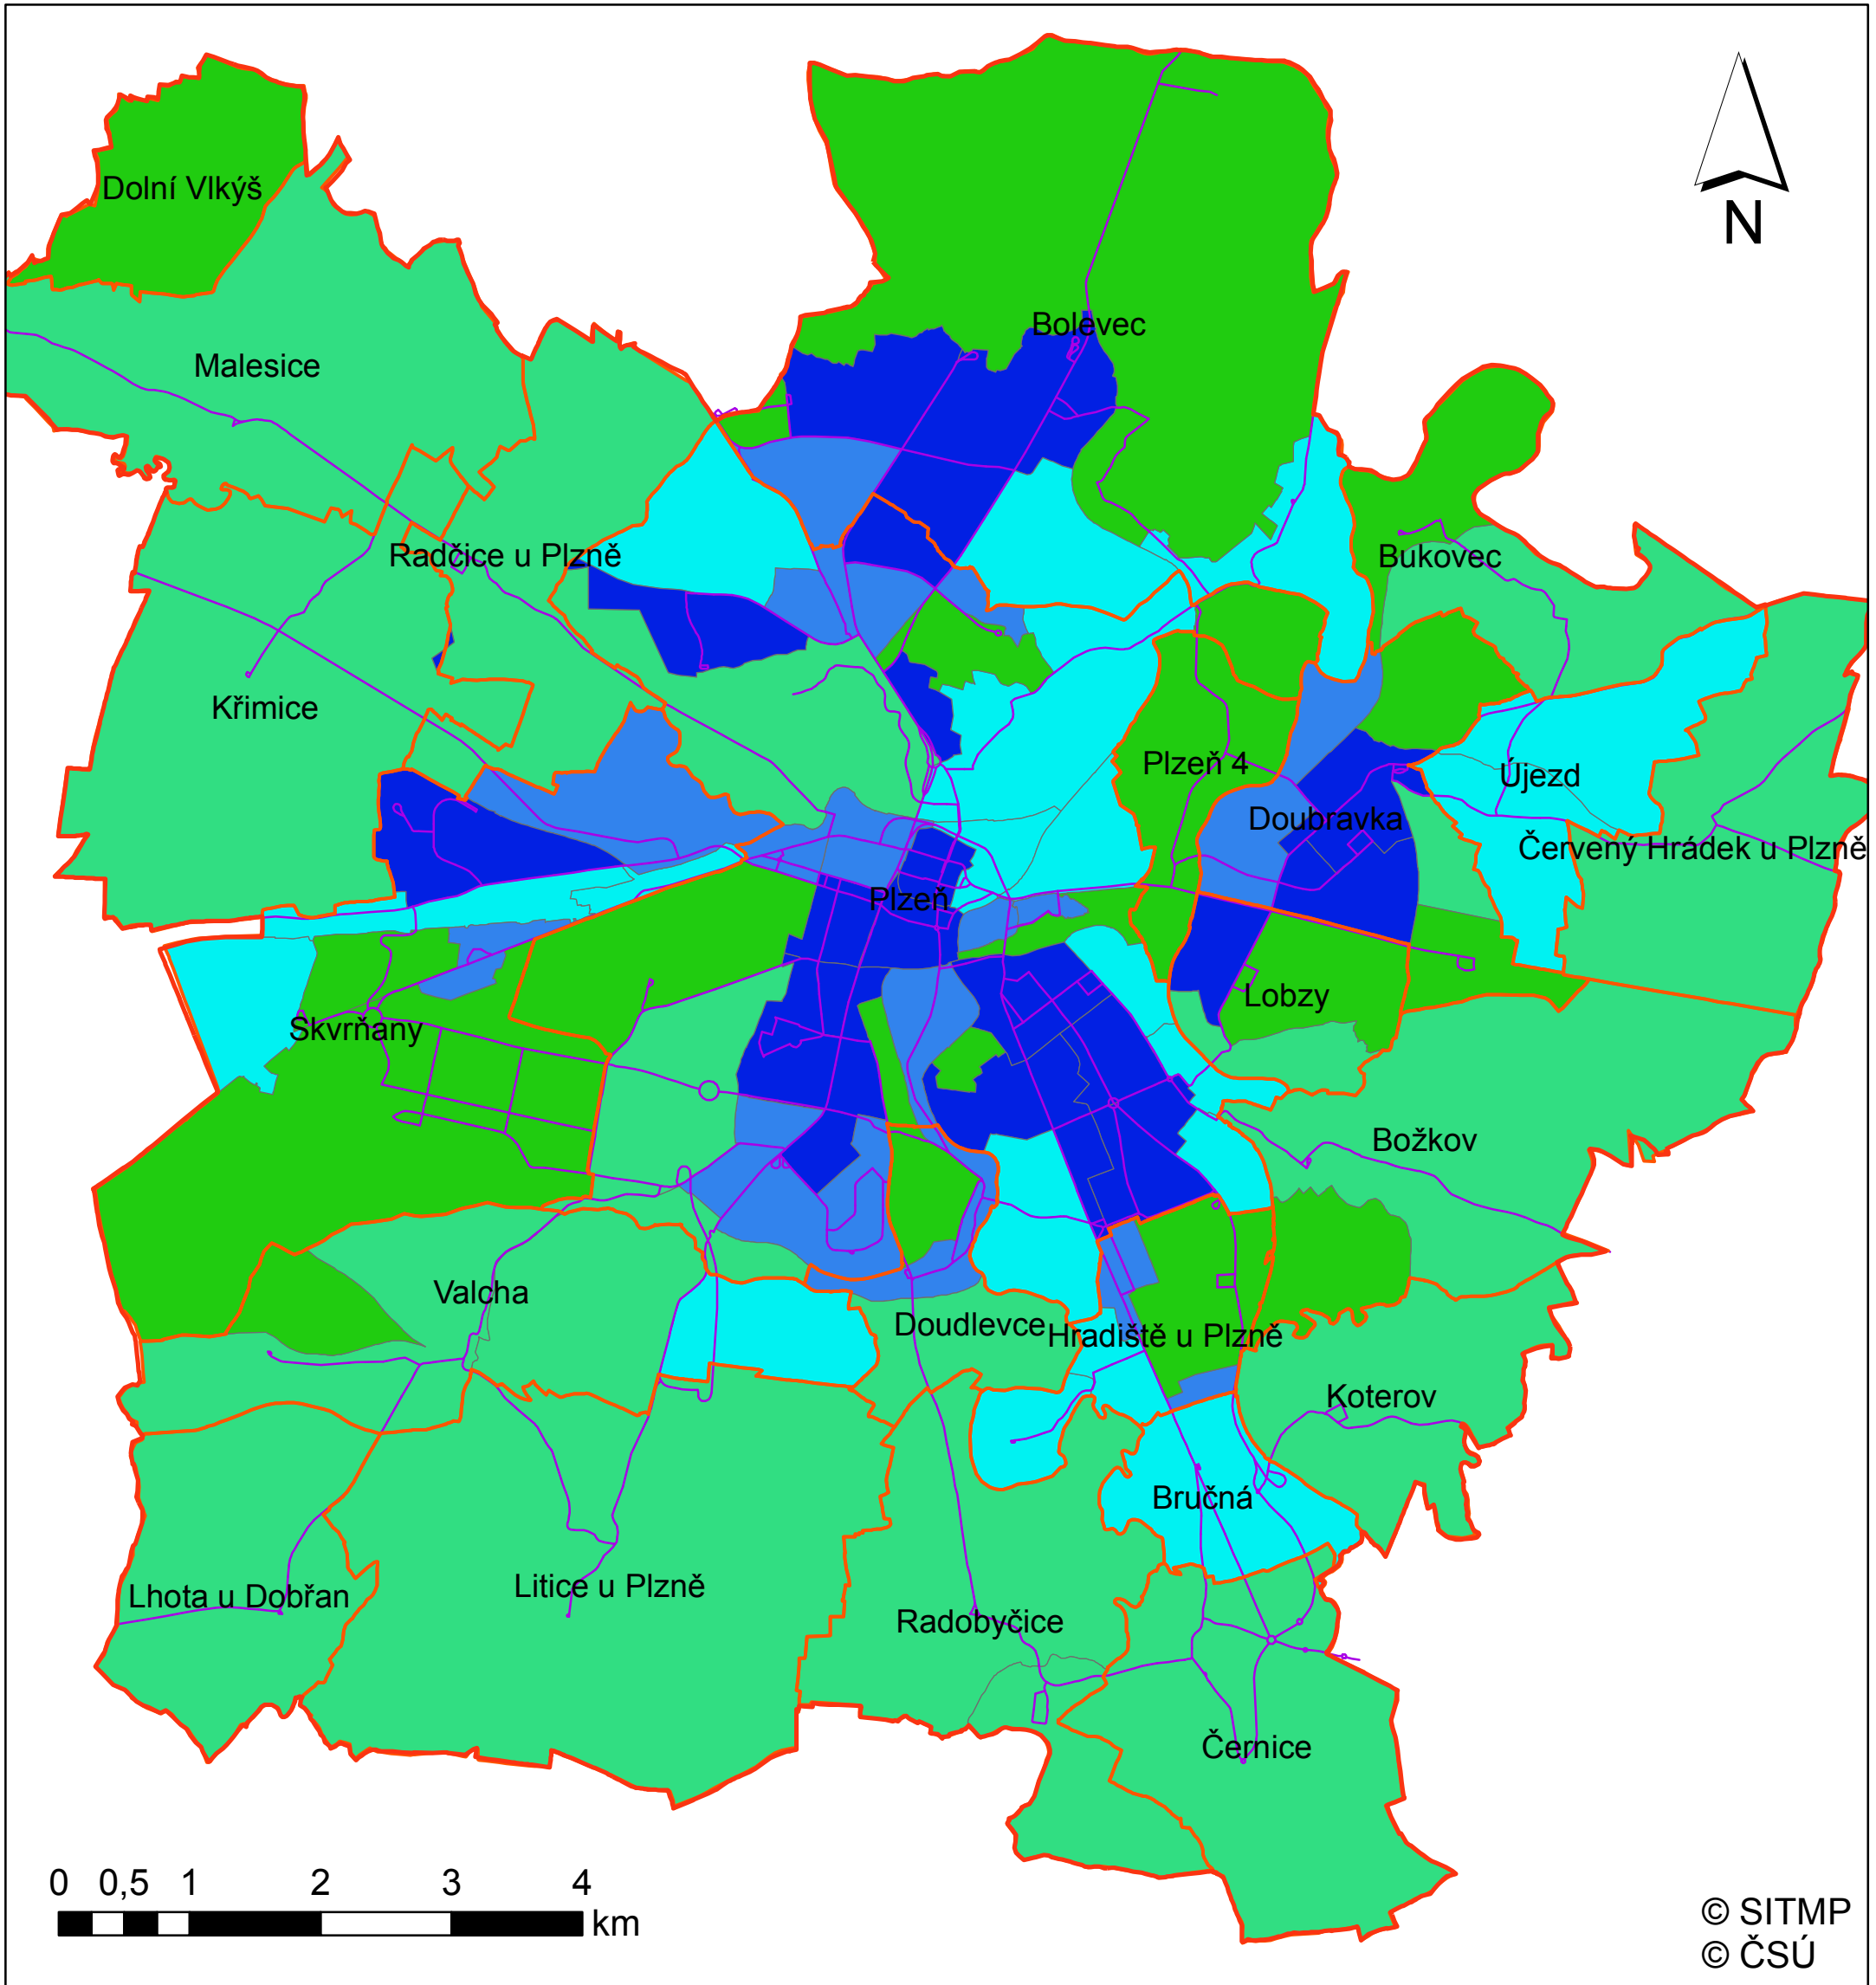 Dolní Vlkýš
N
Bolevec
Malesice
Radčice u Plzně
Bukovec
Křimice
Plzeň 4
Újezd
Doubravka
Červený Hrádek u Plzně
Plzeň
Lobzy
Skvrňany
Božkov
Valcha
Doudlevce
Hradiště u Plzně
Koterov
Bručná
Lhota u Dobřan
Litice u Plzně
Radobyčice
Černice
0 0,5 1 2 3 4
km
© SITMP
© ČSÚ